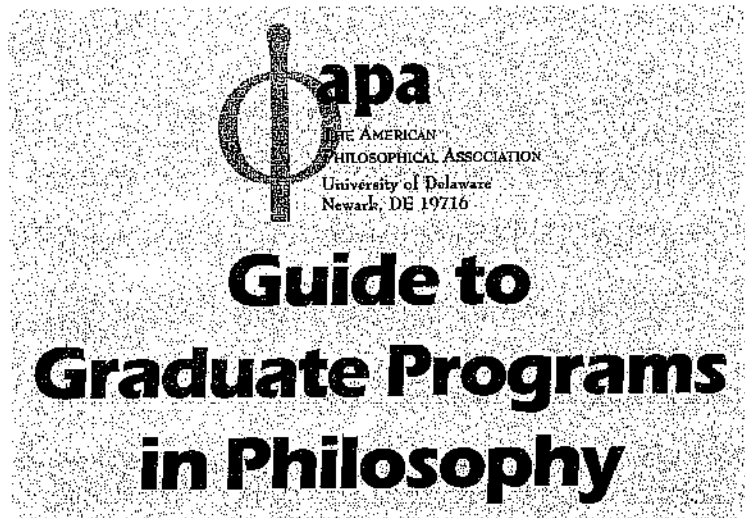 apa
THE AMERICAN
PHILOSOPHICAL ASSOCIATION
University of Delaware
Newark, DE 19716
Guide to
Graduate Programs
in Philosophy